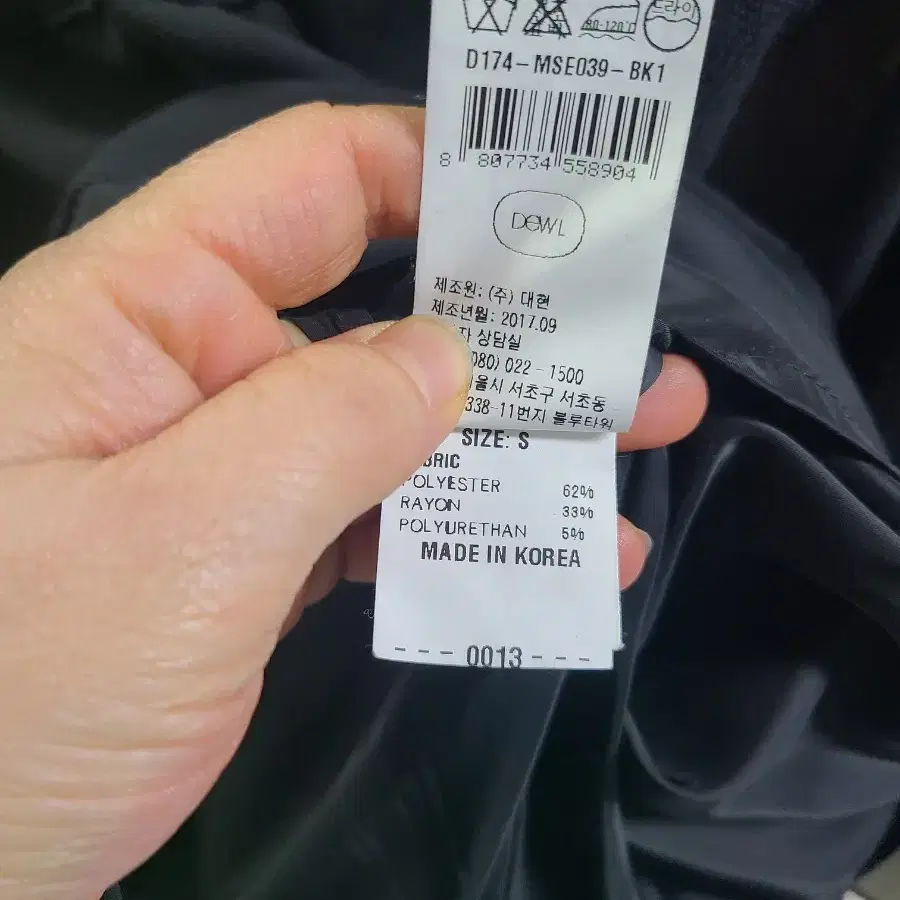 80-120℃ 드라이
D174-MSE039-BK1
8 807734 558904
DEWL
제조원: (주) 대현
제조년월: 2017.09
상담실
080) 022-1500
서초구 서초동
338-11번지 블루타워
SIZE: S
POLYESTER 62%
RAYON 33%
POLYURETHAN 5%
MADE IN KOREA
--- 0013 ---